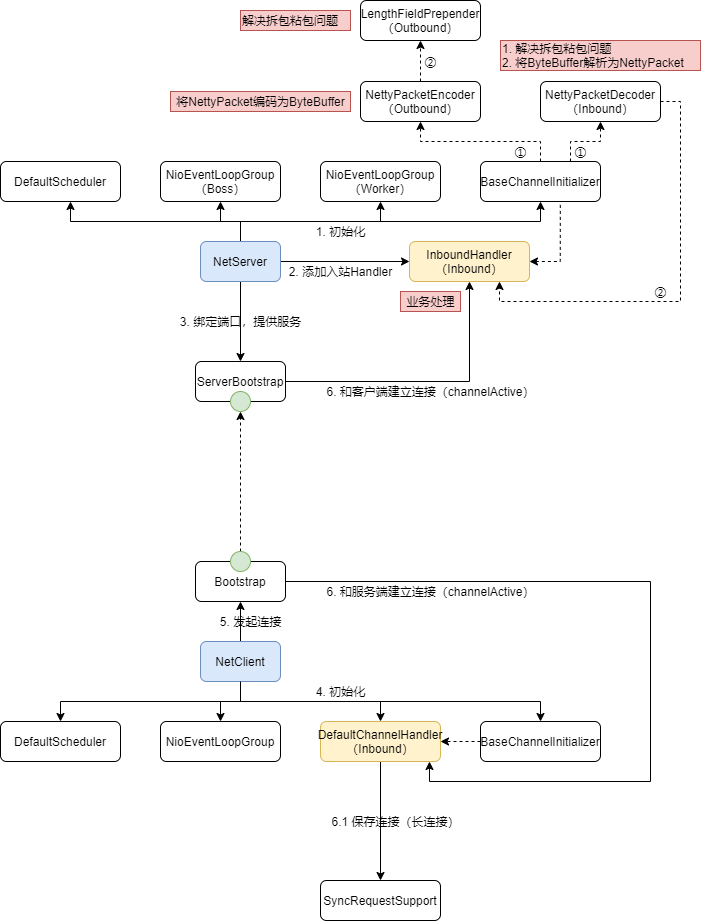 LengthFieldPrepender
（Outbound）
解决拆包粘包问题
②
1. 解决拆包粘包问题
2. 将ByteBuffer解析为NettyPacket
将NettyPacket编码为ByteBuffer
NettyPacketEncoder
(Outbound)
NettyPacketDecoder
(Inbound)
①
①
DefaultScheduler
NioEventLoopGroup
（Boss）
NioEventLoopGroup
（Worker）
BaseChannelInitializer
1. 初始化
NetServer
2. 添加入站Handler
InboundHandler
（Inbound）
②
业务处理
3. 绑定端口，提供服务
ServerBootstrap
6. 和客户端建立连接（channelActive）
Bootstrap
6. 和服务端建立连接（channelActive）
5. 发起连接
NetClient
4. 初始化
DefaultScheduler
NioEventLoopGroup
DefaultChannelHandler
（Inbound）
BaseChannelInitializer
6.1 保存连接（长连接）
SyncRequestSupport